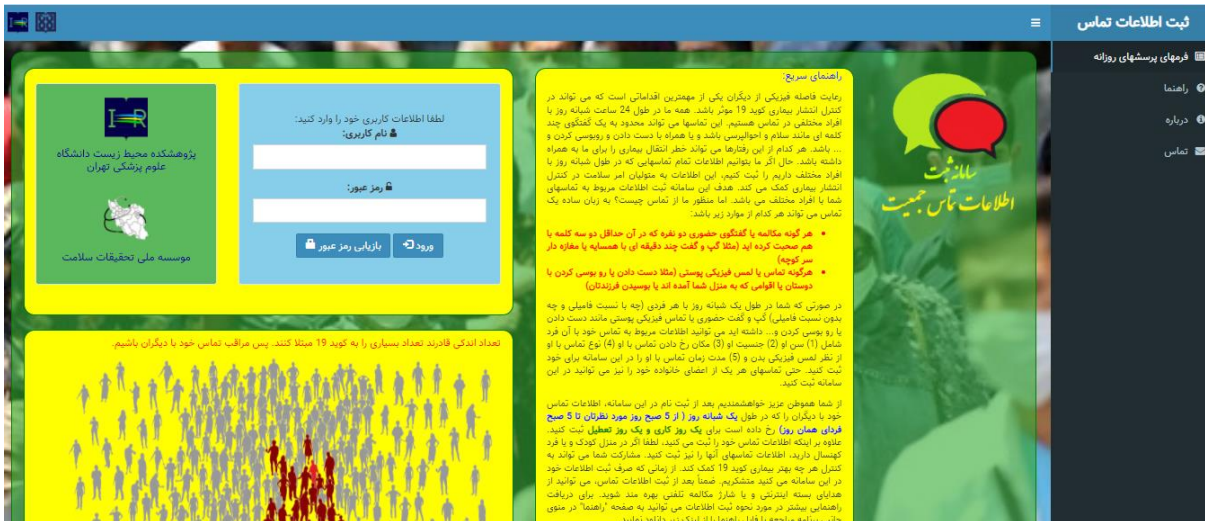 ثبت اطلاعات تماس
فرمهای پرسشهای روزانه
راهنما
درباره
تماس
سامانه ثبت
اطلاعات تماس جمعیت
راهنمای سریع:
رعایت فاصله فیزیکی از دیگران یکی از مهمترین اقداماتی است که می تواند در
کنترل انتشار بیماری کووید 19 موثر باشد. همه ما در طول 24 ساعت شبانه روز با
افراد مختلفی در تماس هستیم. این تماسها می تواند محدود به یک گفتگوی چند
کلمه ای مانند سلام و احوالپرسی باشد و یا همراه با دست دادن و روبوسی کردن و
... باشد. هر کدام از این رفتارها می تواند خطر انتقال بیماری را برای ما به همراه
داشته باشد. حال اگر ما بتوانیم اطلاعات تمام تماسهایی که در طول شبانه روز با
افراد مختلف داریم را ثبت کنیم، این اطلاعات به متولیان امر سلامت در کنترل
انتشار بیماری کمک می کند. هدف این سامانه ثبت اطلاعات مربوط به تماسهای
شما با افراد مختلف می باشد. اما منظور ما از تماس چیست؟ به زبان ساده یک
تماس می تواند هر کدام از موارد زیر باشد:
• هر گونه مکالمه یا گفتگوی حضوری دو نفره که در آن حداقل دو سه کلمه با
هم صحبت کرده اید (مثلا گپ و گفت چند دقیقه ای با همسایه یا مغازه دار
سر کوچه)
• هرگونه تماس یا لمس فیزیکی پوستی (مثلا دست دادن یا رو بوسی کردن با
دوستان یا اقوامی که به منزل شما آمده اند یا بوسیدن فرزندتان)
در صورتی که شما در طول یک شبانه روز با هر فردی (چه با نسبت فامیلی و چه
بدون نسبت فامیلی) گپ و گفت حضوری یا تماس فیزیکی پوستی مانند دست دادن
یا رو بوسی کردن و... داشته اید می توانید اطلاعات مربوط به تماس خود با آن فرد
شامل (1) سن او (2) جنسیت او (3) مکان رخ دادن تماس با او (4) نوع تماس با او
از نظر لمس فیزیکی بدن و (5) مدت زمان تماس با او را در این سامانه برای خود
ثبت کنید. حتی تماسهای هر یک از اعضای خانواده خود را نیز می توانید در این
سامانه ثبت کنید.
از شما هموطن عزیز خواهشمندیم بعد از ثبت نام در این سامانه، اطلاعات تماس
خود با دیگران را که در طول یک شبانه روز ( از 5 صبح روز مورد نظرتان تا 5 صبح
فردای همان روز) رخ داده است برای یک روز کاری و یک روز تعطیل ثبت کنید.
علاوه بر اینکه اطلاعات تماس خود را ثبت می کنید، لطفا اگر در منزل کودک و یا فرد
کهنسال دارید، اطلاعات تماسهای آنها را نیز ثبت کنید. مشارکت شما می تواند به
کنترل هر چه بهتر بیماری کووید 19 کمک کند. از زمانی که صرف ثبت اطلاعات خود
در این سامانه می کنید متشکریم. ضمناً بعد از ثبت اطلاعات تماس، می توانید از
هدایای بسته اینترنتی و یا شارژ مکالمه تلفنی بهره مند شوید. برای دریافت
راهنمایی بیشتر در مورد نحوه ثبت اطلاعات می توانید به صفحه "راهنما" در منوی
لطفا اطلاعات کاربری خود را وارد کنید:
نام کاربری:
رمز عبور:
ورود
بازیابی رمز عبور
پژوهشکده محیط زیست دانشگاه
علوم پزشکی تهران
موسسه ملی تحقیقات سلامت
تعداد اندکی قادرند تعداد بسیاری را به کوید 19 مبتلا کنند. پس مراقب تماس خود با دیگران باشیم.